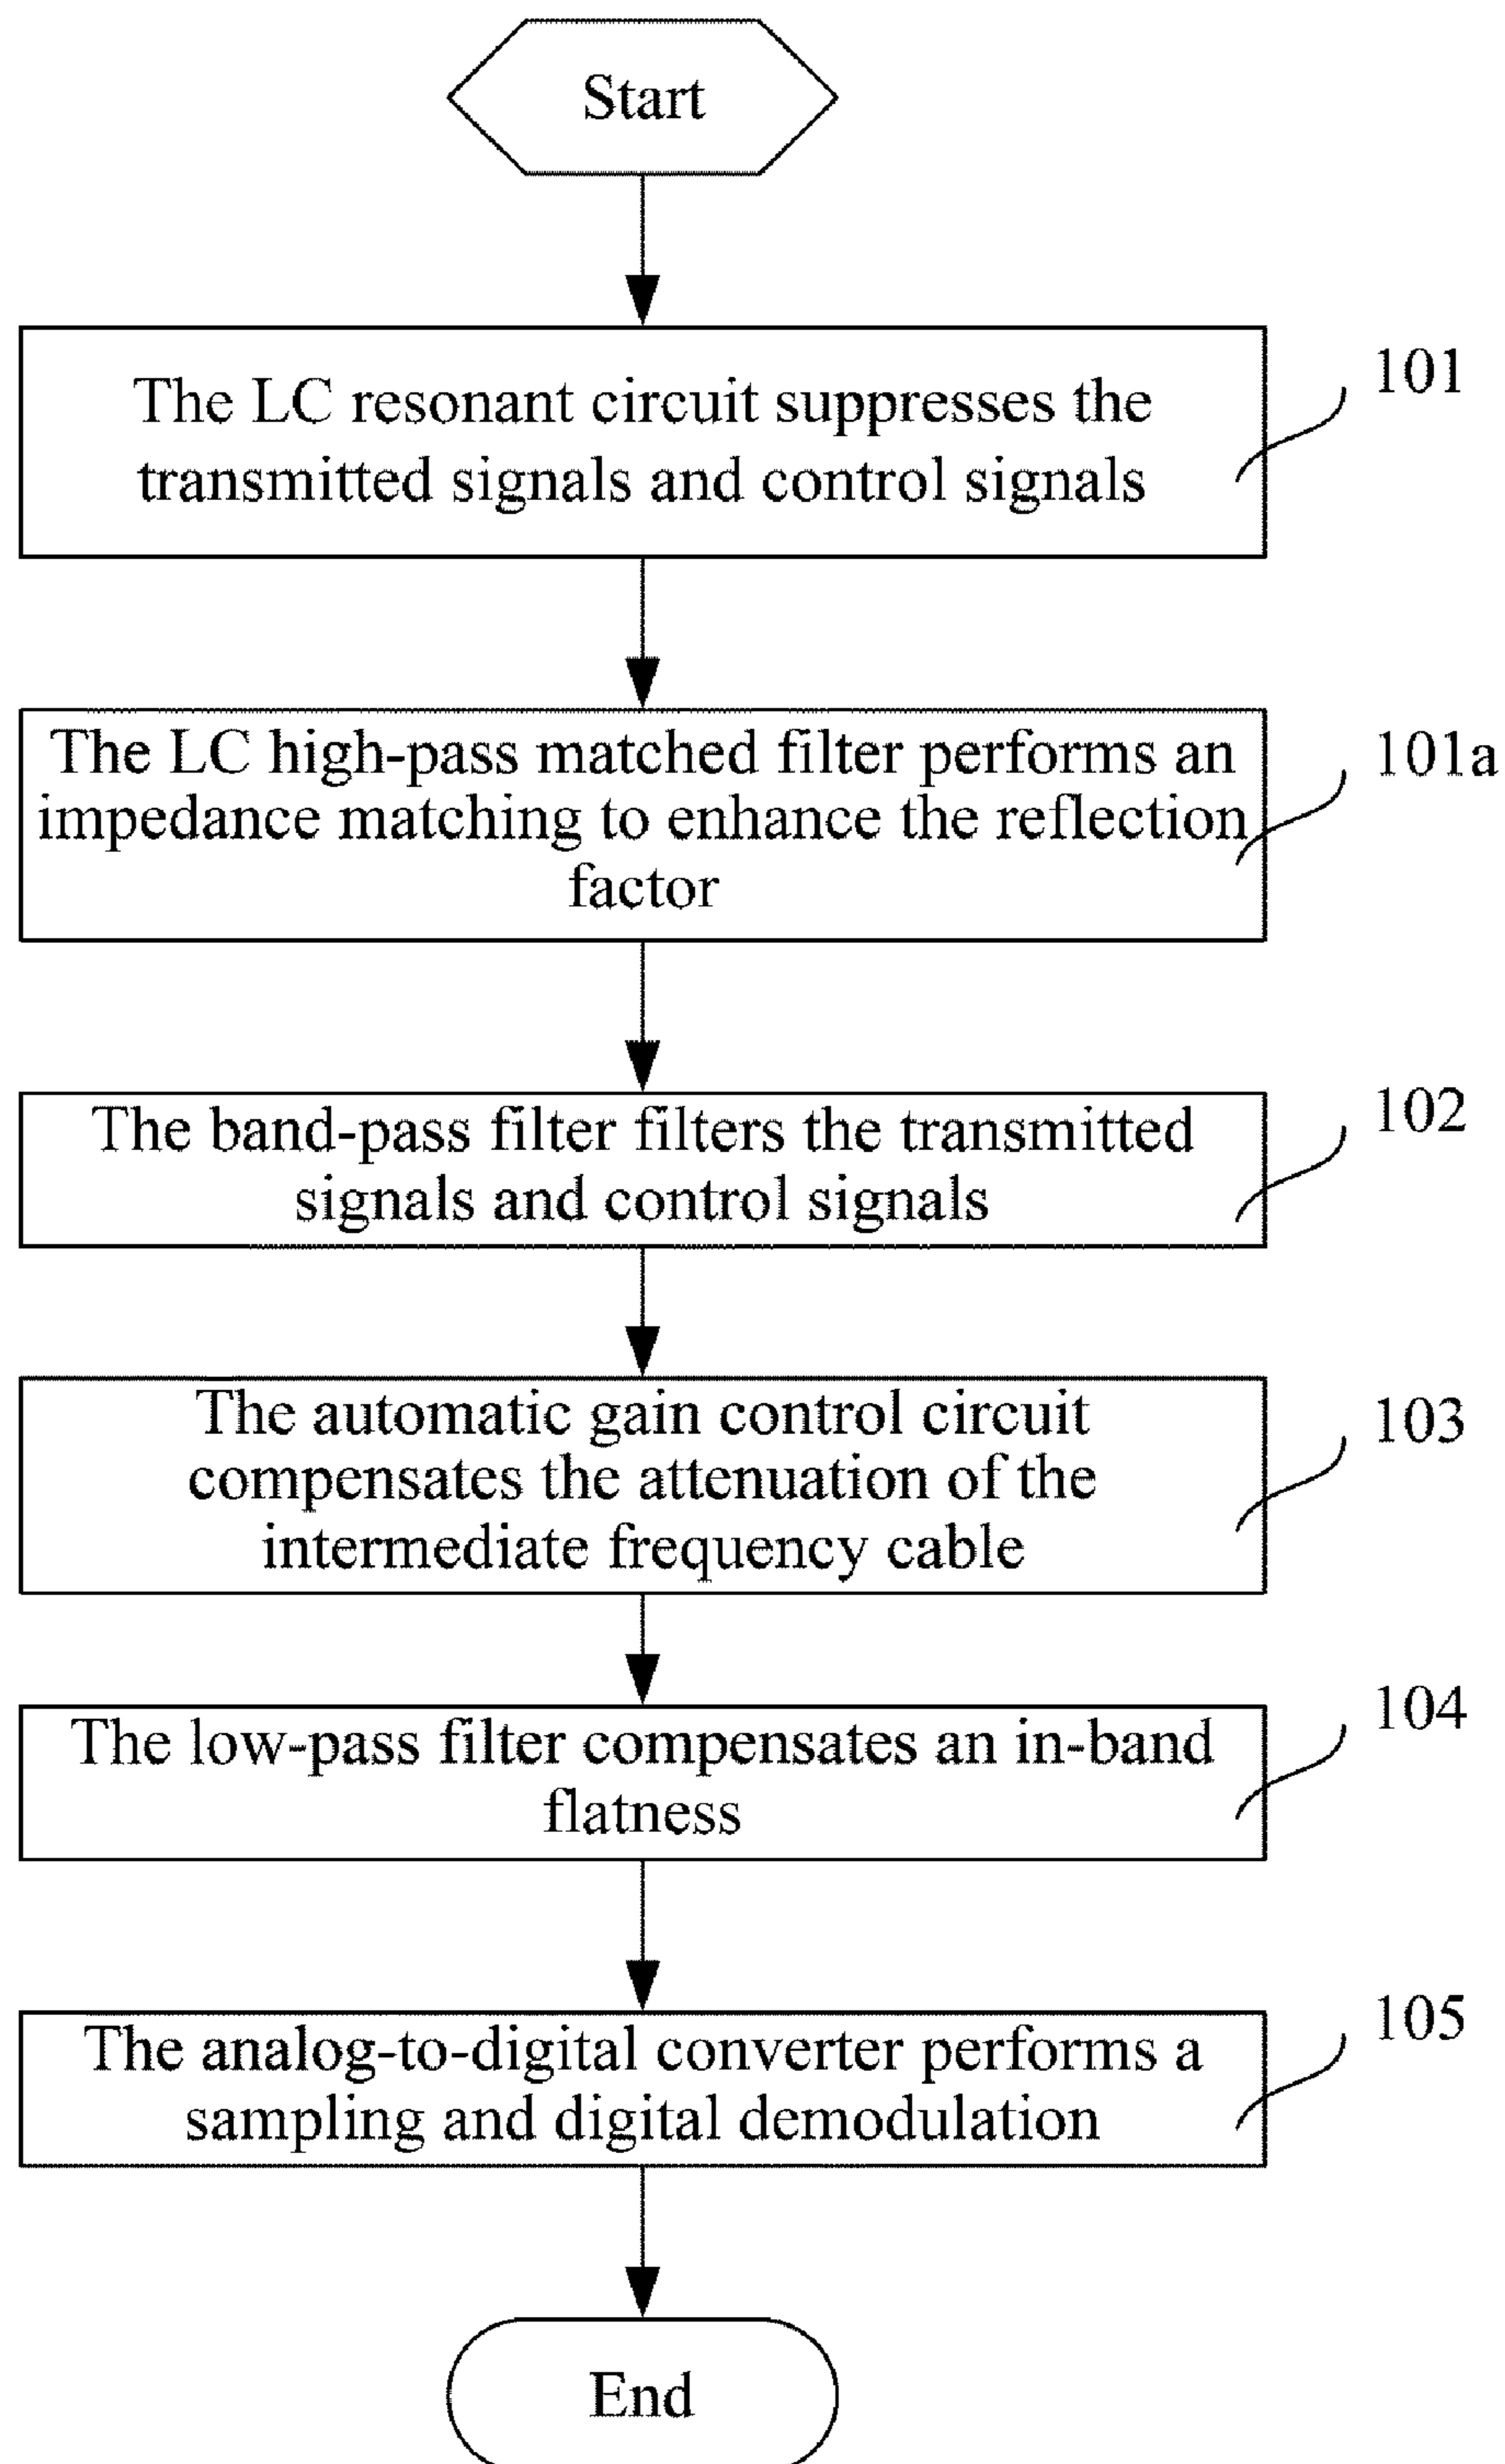 Start
The LC resonant circuit suppresses the
transmitted signals and control signals
101
The LC high-pass matched filter performs an
impedance matching to enhance the reflection
factor
101a
The band-pass filter filters the transmitted
signals and control signals
102
The automatic gain control circuit
compensates the attenuation of the
intermediate frequency cable
103
The low-pass filter compensates an in-band
flatness
104
The analog-to-digital converter performs a
sampling and digital demodulation
105
End